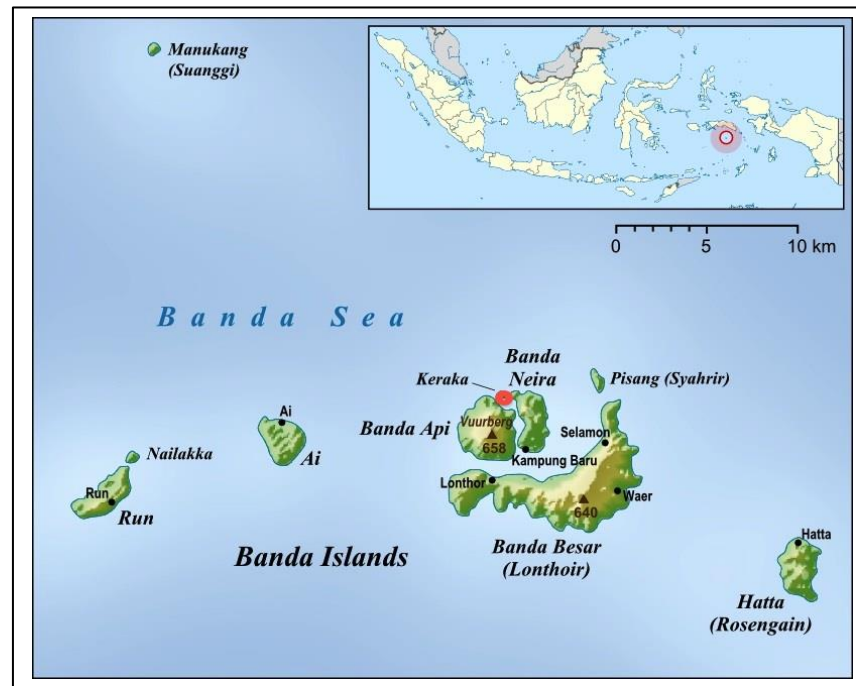 Manukang
(Suanggi)
0 5 10 km
Banda Sea
Banda
Neira
Keraka
Pisang (Syahrir)
Vuurberg
658
Banda Api
Ai
Ai
Selamon
Kampung Baru
Nailakka
Lonthor
Run
Run
Waer
640
Banda Islands
Banda Besar
(Lonthoir)
Hatta
Hatta
(Rosengain)